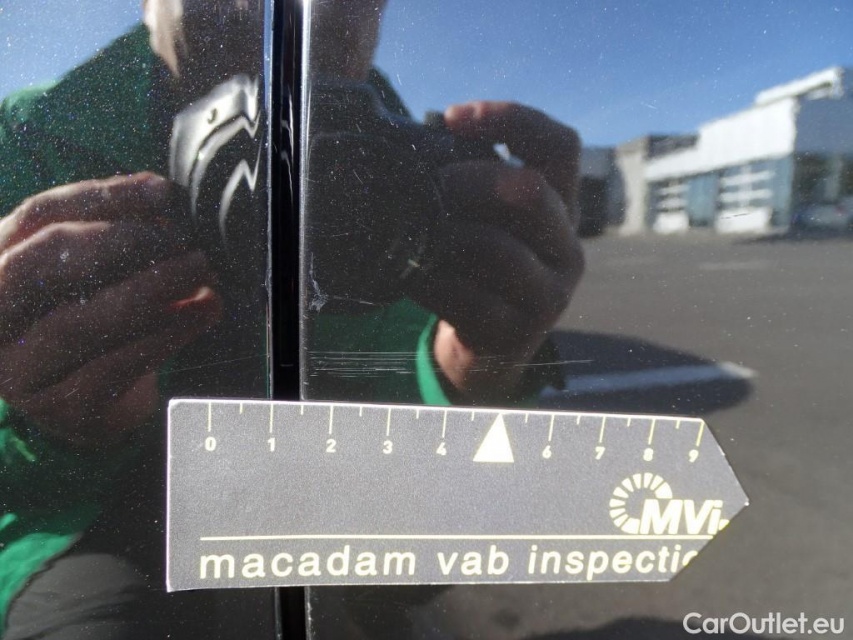 0 1 2 3 4 6 7 8 9
MVi
macadam vab inspectio
CarOutlet.eu